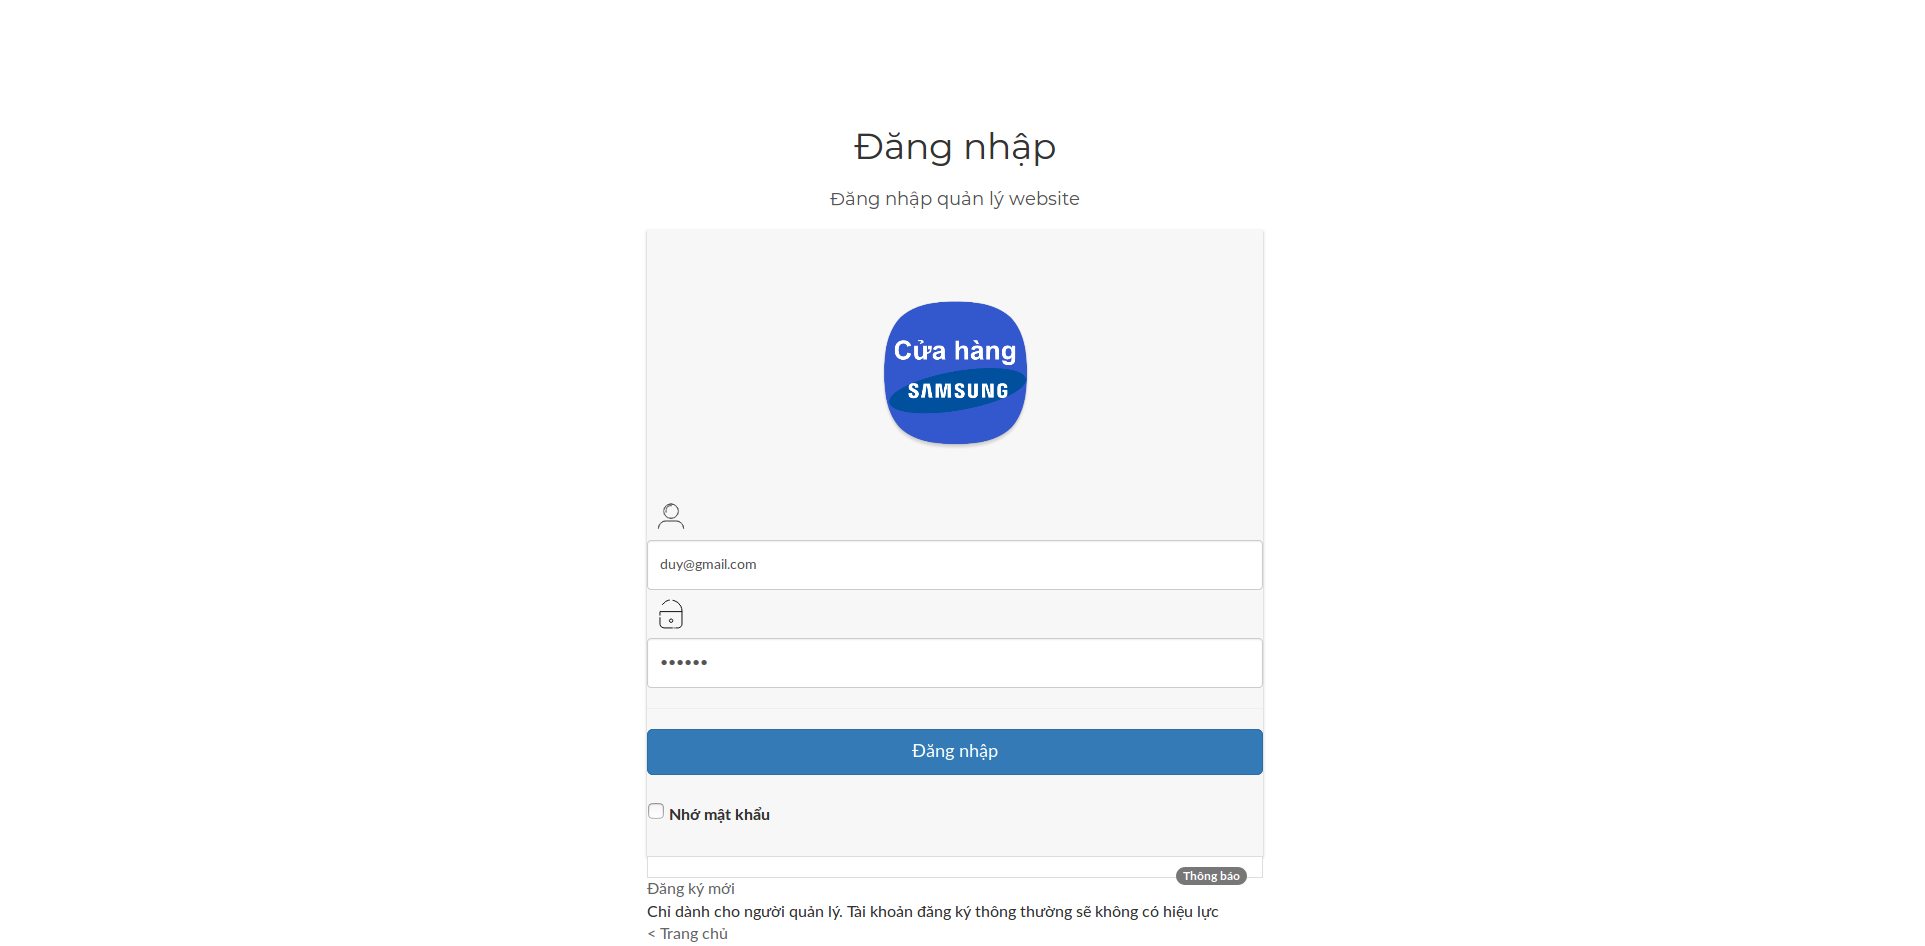 Đăng nhập
Đăng nhập quản lý website
Cửa hàng
SAMSUNG
duy@gmail.com
••••••
Đăng nhập
Nhớ mật khẩu
Thông báo
Đăng ký mới
Chỉ dành cho người quản lý. Tài khoản đăng ký thông thường sẽ không có hiệu lực
< Trang chủ